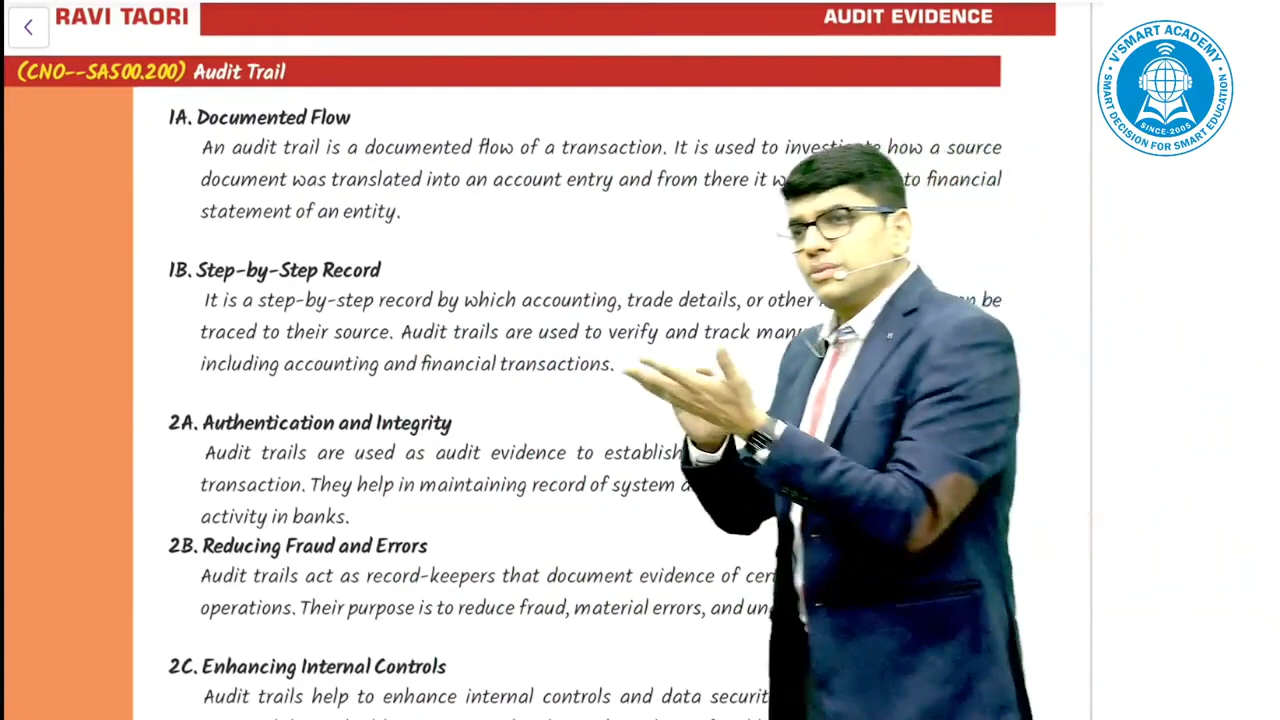 RAVI TAORI
AUDIT EVIDENCE
(CNO--SA500.200) Audit Trail
1A. Documented Flow
An audit trail is a documented flow of a transaction. It is used to investigate how a source
document was translated into an account entry and from there it to financial
statement of an entity.
1B. Step-by-Step Record
It is a step-by-step record by which accounting, trade details, or other be
traced to their source. Audit trails are used to verify and track
including accounting and financial transactions.
2A. Authentication and Integrity
Audit trails are used as audit evidence to establish
transaction. They help in maintaining record of system
activity in banks.
2B. Reducing Fraud and Errors
Audit trails act as record-keepers that document evidence of
operations. Their purpose is to reduce fraud, material errors, and
2C. Enhancing Internal Controls
Audit trails help to enhance internal controls and data
V'SMART ACADEMY
SMART DECISION FOR SMART EDUCATION
SINCE-2005